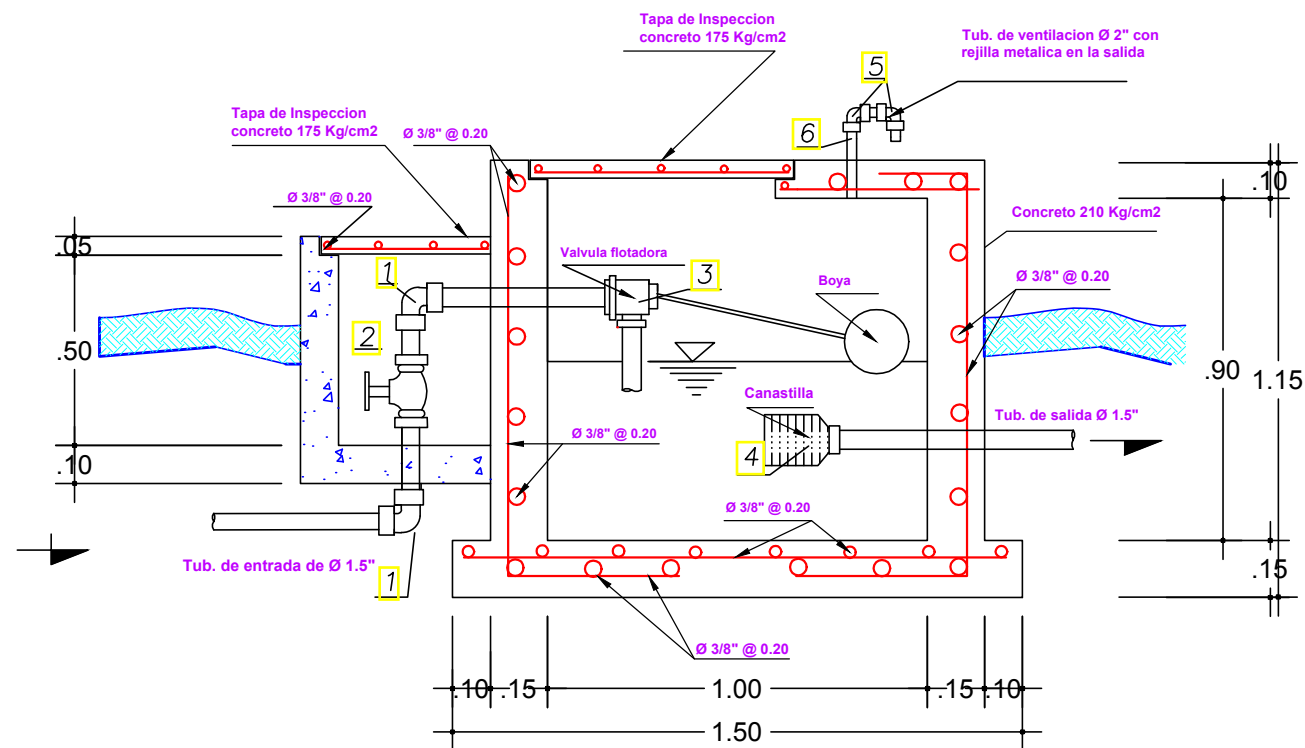 Tapa de Inspeccion
concreto 175 Kg/cm2
Tub. de ventilacion Ø 2" con
rejilla metalica en la salida
5
6
Tapa de Inspeccion
concreto 175 Kg/cm2
Ø 3/8" @ 0.20
Ø 3/8" @ 0.20
.10
Concreto 210 Kg/cm2
.05
Valvula flotadora
3
1
Boya
Ø 3/8" @ 0.20
2
.50
.90
1.15
Canastilla
Tub. de salida Ø 1.5"
Ø 3/8" @ 0.20
4
.10
Ø 3/8" @ 0.20
Tub. de entrada de Ø 1.5"
1
.15
Ø 3/8" @ 0.20
.10
.15
1.00
.15
.10
1.50